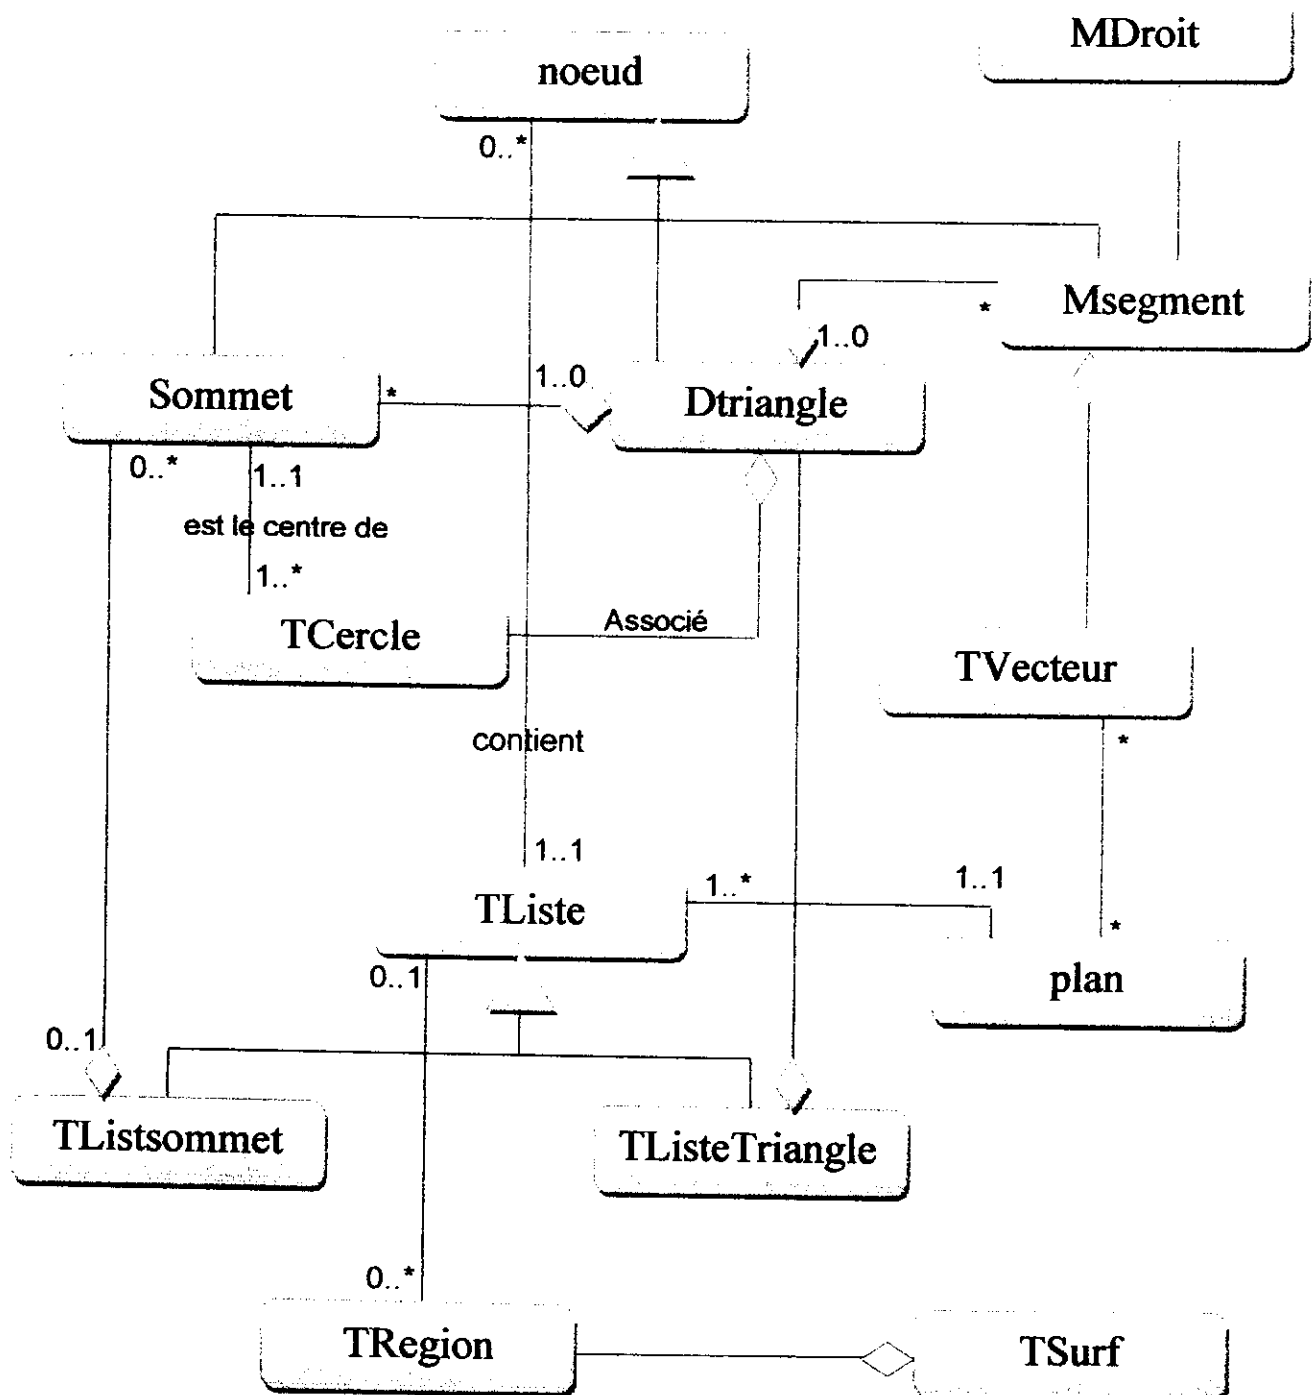 MDroit
noeud
0..*
Msegment
*
1..0
Sommet
*
1..0
Dtriangle
0..*
1..1
est le centre de
1..*
TCercle
Associé
TVecteur
*
contient
1..1
TListe
1..*
1..1
*
plan
0..1
0..1
TListsommet
TListeTriangle
0..*
TRegion
TSurf